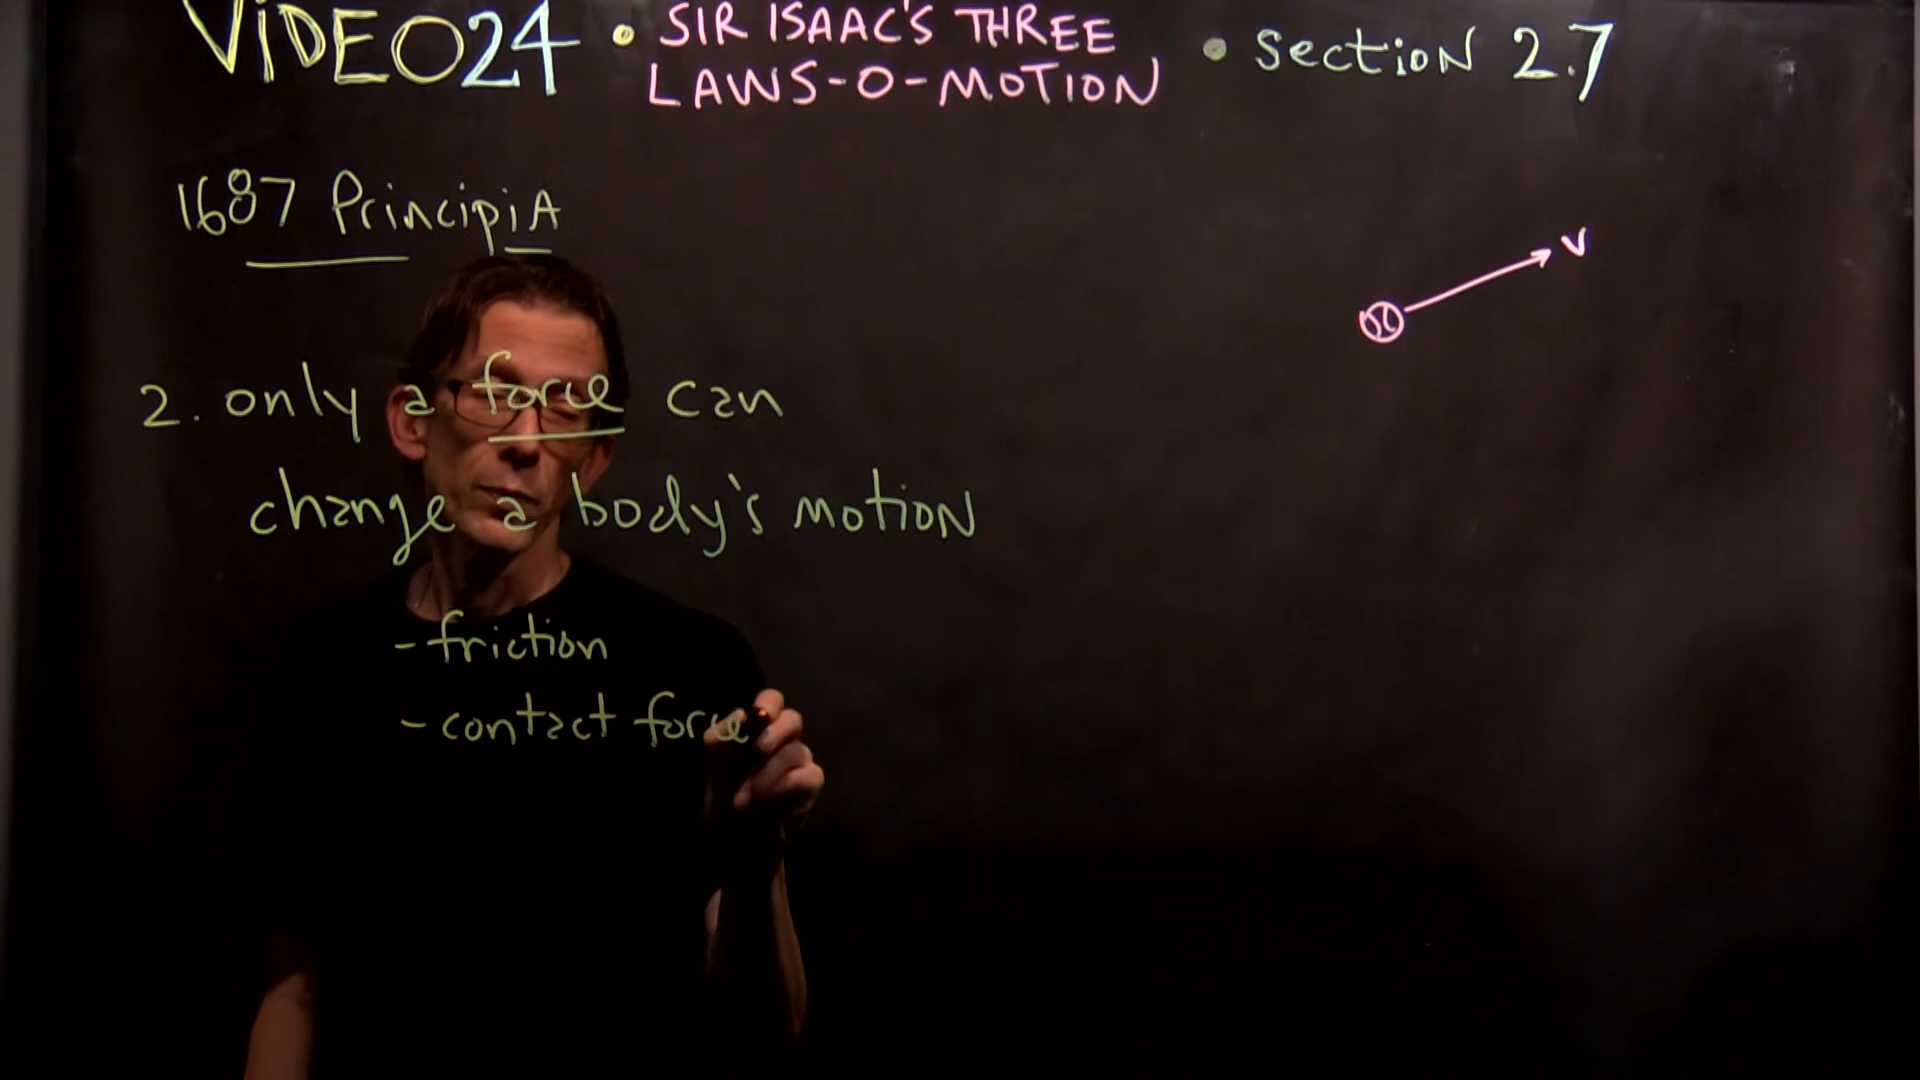 VIDEO24 • SIR ISAAC'S THREE LAWS-O-MOTION • SECTION 2.7
1687 PrincipiA
V
2. only a force can
change a body's motion
- friction
- contact force